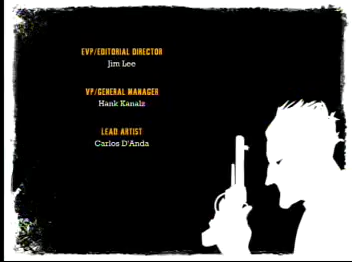 EVP/EDITORIAL DIRECTOR
Jim Lee
VP/GENERAL MANAGER
Hank Kanalz
LEAD ARTIST
Carlos D'Anda